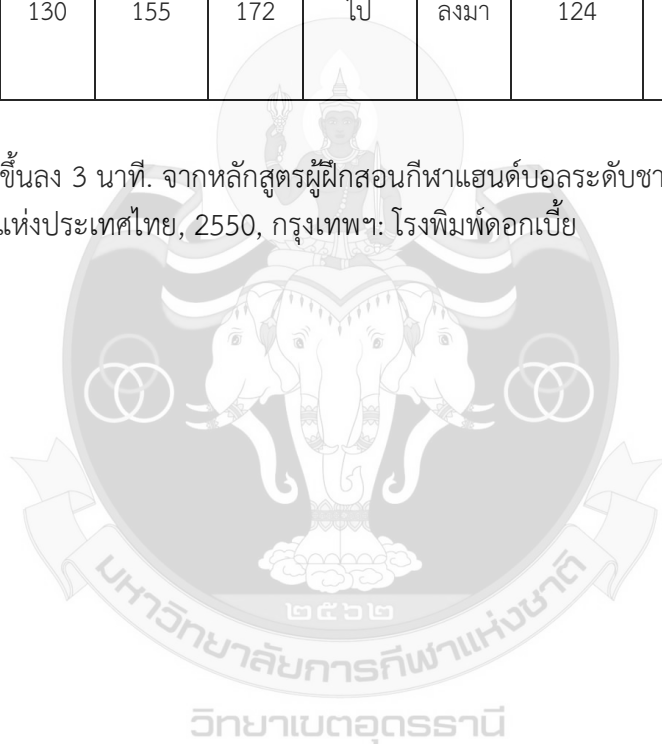 130 155 172 ไป ลงมา 124
ขึ้นลง 3 นาที. จากหลักสูตรผู้ฝึกสอนกีฬาแฮนด์บอลระดับชา
แห่งประเทศไทย, 2550, กรุงเทพฯ: โรงพิมพ์ดอกเบี้ย
๒๕๖๒
มหาวิทยาลัยการกีฬาแห่งชาติ
วิทยาเขตอุดรธานี